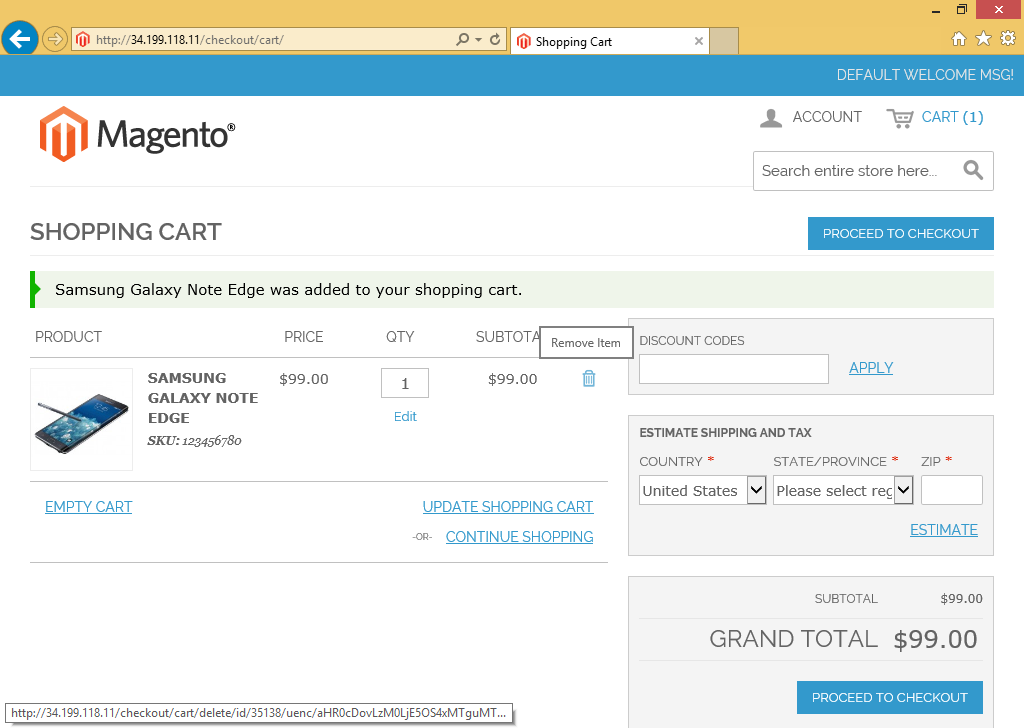 http://34.199.118.11/checkout/cart/
Shopping Cart
DEFAULT WELCOME MSG!
Magento®
ACCOUNT
CART (1)
Search entire store here...
SHOPPING CART
PROCEED TO CHECKOUT
Samsung Galaxy Note Edge was added to your shopping cart.
PRODUCT PRICE QTY SUBTOTA
Remove Item
SAMSUNG
GALAXY NOTE
EDGE
SKU: 123456780
$99.00
1
Edit
$99.00
EMPTY CART
UPDATE SHOPPING CART
-OR- CONTINUE SHOPPING
DISCOUNT CODES
APPLY
ESTIMATE SHIPPING AND TAX
COUNTRY * STATE/PROVINCE * ZIP *
United States Please select reg
ESTIMATE
SUBTOTAL $99.00
GRAND TOTAL $99.00
PROCEED TO CHECKOUT
http://34.199.118.11/checkout/cart/delete/id/35138/uenc/aHR0cDovLzM0LjE5OS4xMTguMT...